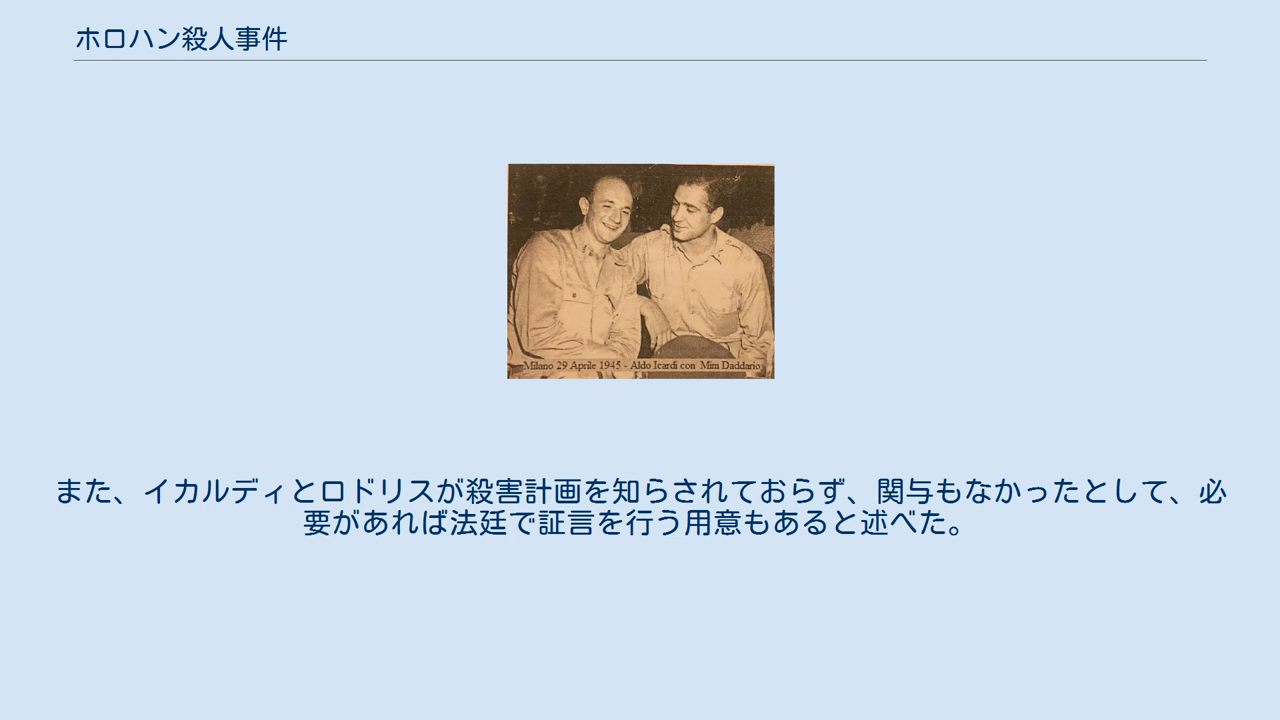 ホロハン殺人事件
Milano 29 Aprile 1945 - Aldo Icardi con Mim Daddario
また、イカルディとロドリスが殺害計画を知らされておらず、関与もなかったとして、必
要があれば法廷で証言を行う用意もあると述べた。